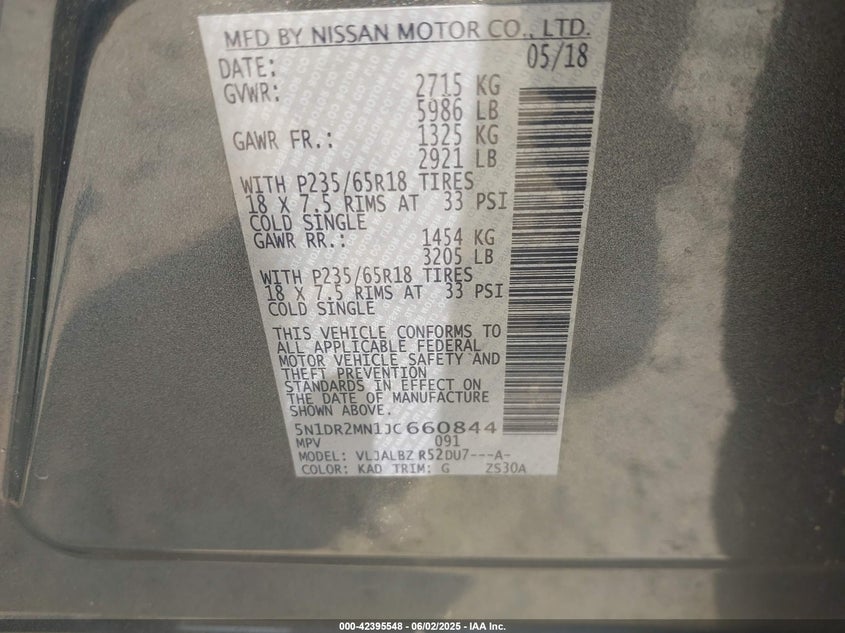 MFD BY NISSAN MOTOR CO., LTD.
DATE: 05/18
GVWR: 2715 KG
5986 LB
GAWR FR.: 1325 KG
2921 LB
WITH P235/65R18 TIRES
18 X 7.5 RIMS AT 33 PSI
COLD SINGLE
GAWR RR.: 1454 KG
3205 LB
WITH P235/65R18 TIRES
18 X 7.5 RIMS AT 33 PSI
COLD SINGLE
THIS VEHICLE CONFORMS TO
ALL APPLICABLE FEDERAL
MOTOR VEHICLE SAFETY AND
THEFT PREVENTION
STANDARDS IN EFFECT ON
THE DATE OF MANUFACTURE
SHOWN ABOVE.
5N1DR2MN1JC660844
MPV 091
MODEL: VLJALBZ R52DU7---A-
COLOR: KAD TRIM: G ZS30A
000-42395548 - 06/02/2025 - IAA Inc.